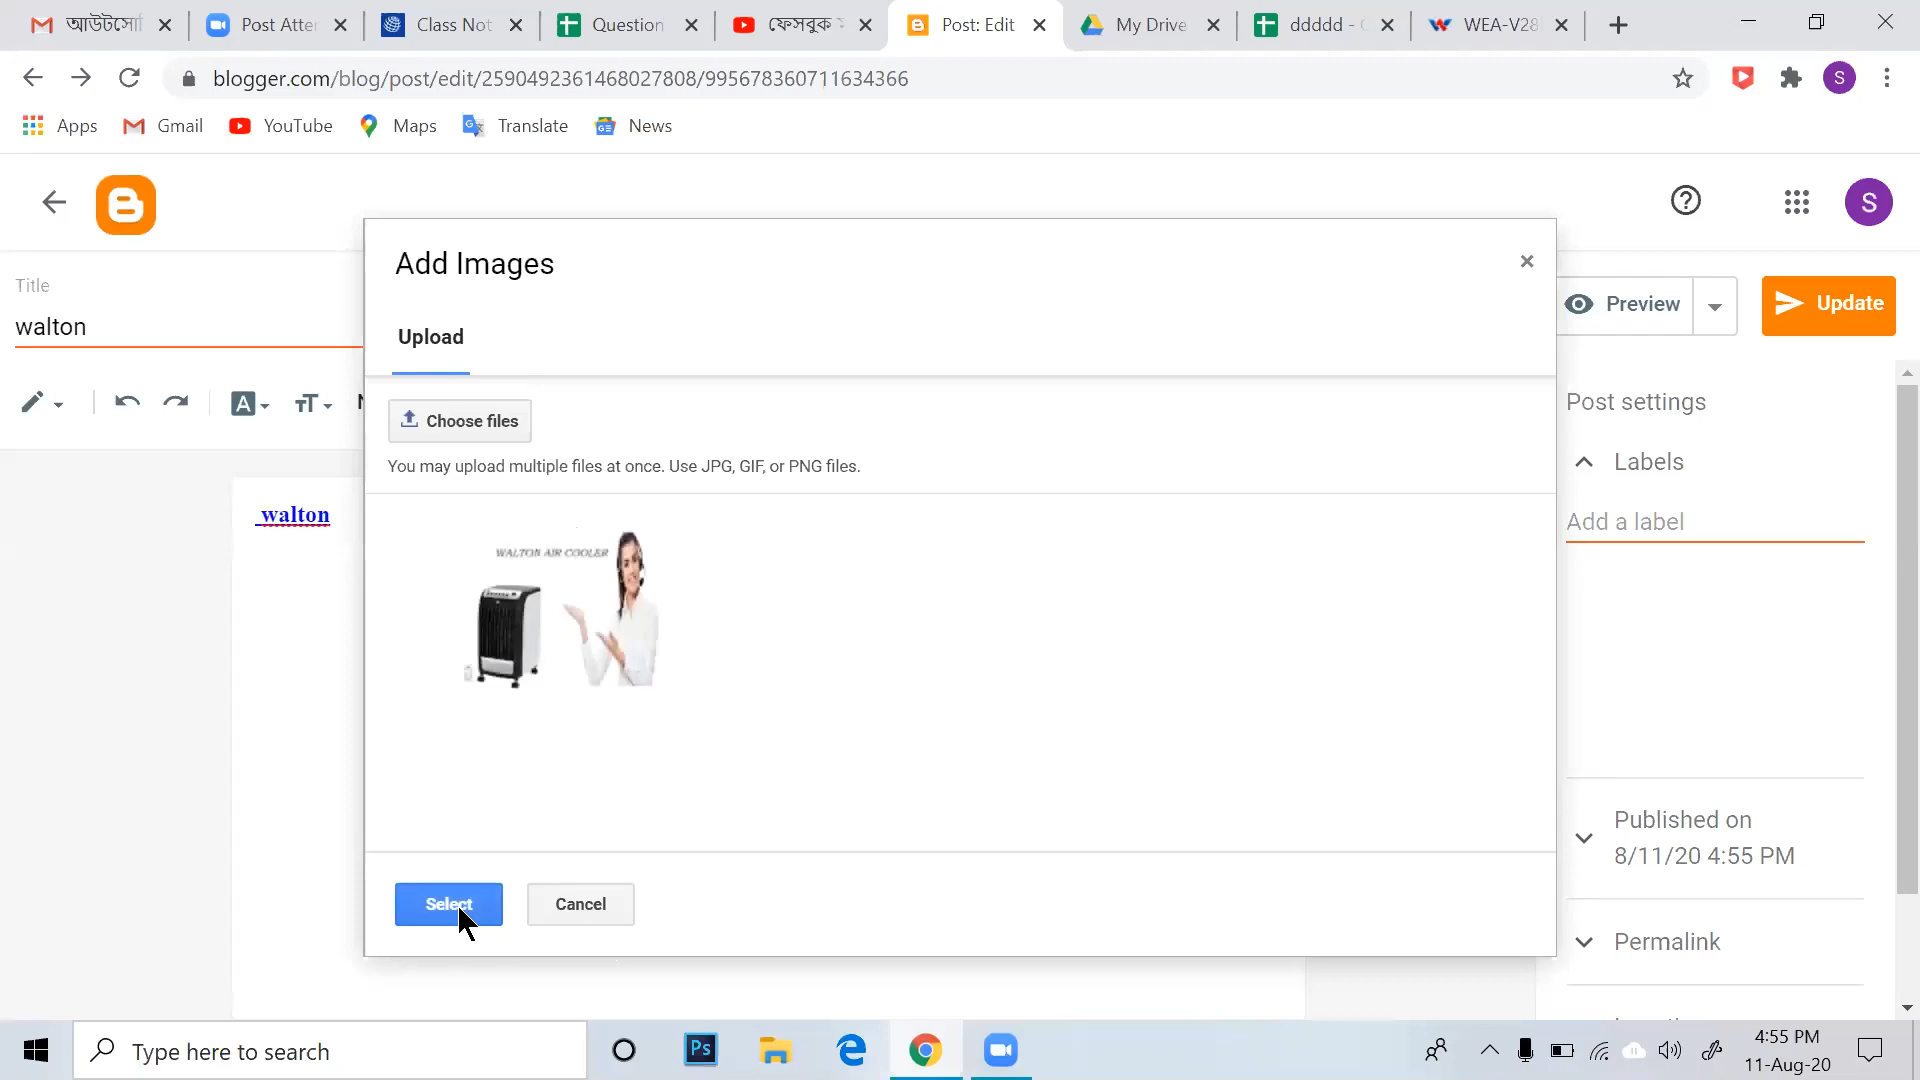 আউটসোর্সি
Post Atter
Class Not
Question
ফেসবুক
Post: Edit
My Drive
ddddd - G
WEA-V28
blogger.com/blog/post/edit/2590492361468027808/995678360711634366
S
Apps
Gmail
YouTube
Maps
Translate
News
S
Add Images
Title
walton
Preview
Update
Upload
Post settings
Choose files
You may upload multiple files at once. Use JPG, GIF, or PNG files.
Labels
walton
Add a label
WALTON AIR COOLER
Published on
8/11/20 4:55 PM
Select
Cancel
Permalink
Type here to search
Ps
4:55 PM
11-Aug-20